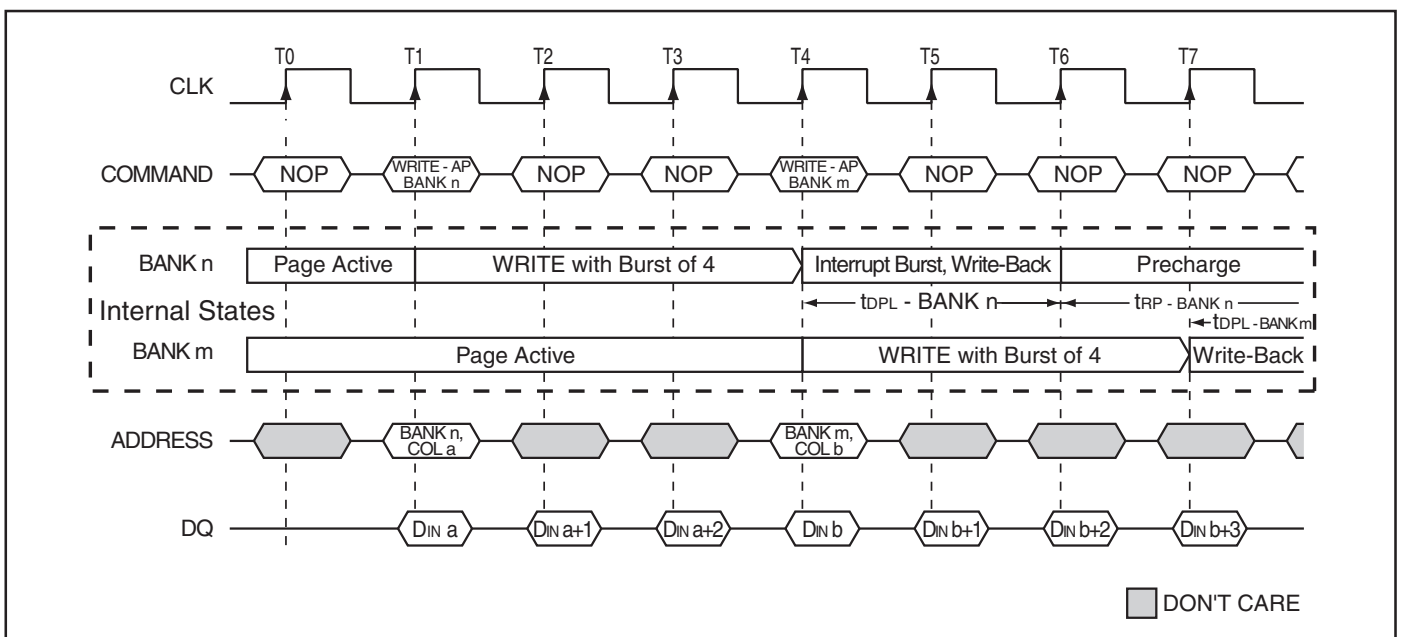 T0 T1 T2 T3 T4 T5 T6 T7
CLK
COMMAND NOP WRITE - AP BANK n NOP NOP WRITE - AP BANK m NOP NOP NOP
BANK n Page Active WRITE with Burst of 4 Interrupt Burst, Write-Back Precharge
tDPL - BANK n tRP - BANK n
Internal States
tDPL - BANK m
BANK m Page Active WRITE with Burst of 4 Write-Back
ADDRESS BANK n, COL a BANK m, COL b
DQ DIN a DIN a+1 DIN a+2 DIN b DIN b+1 DIN b+2 DIN b+3
DON'T CARE